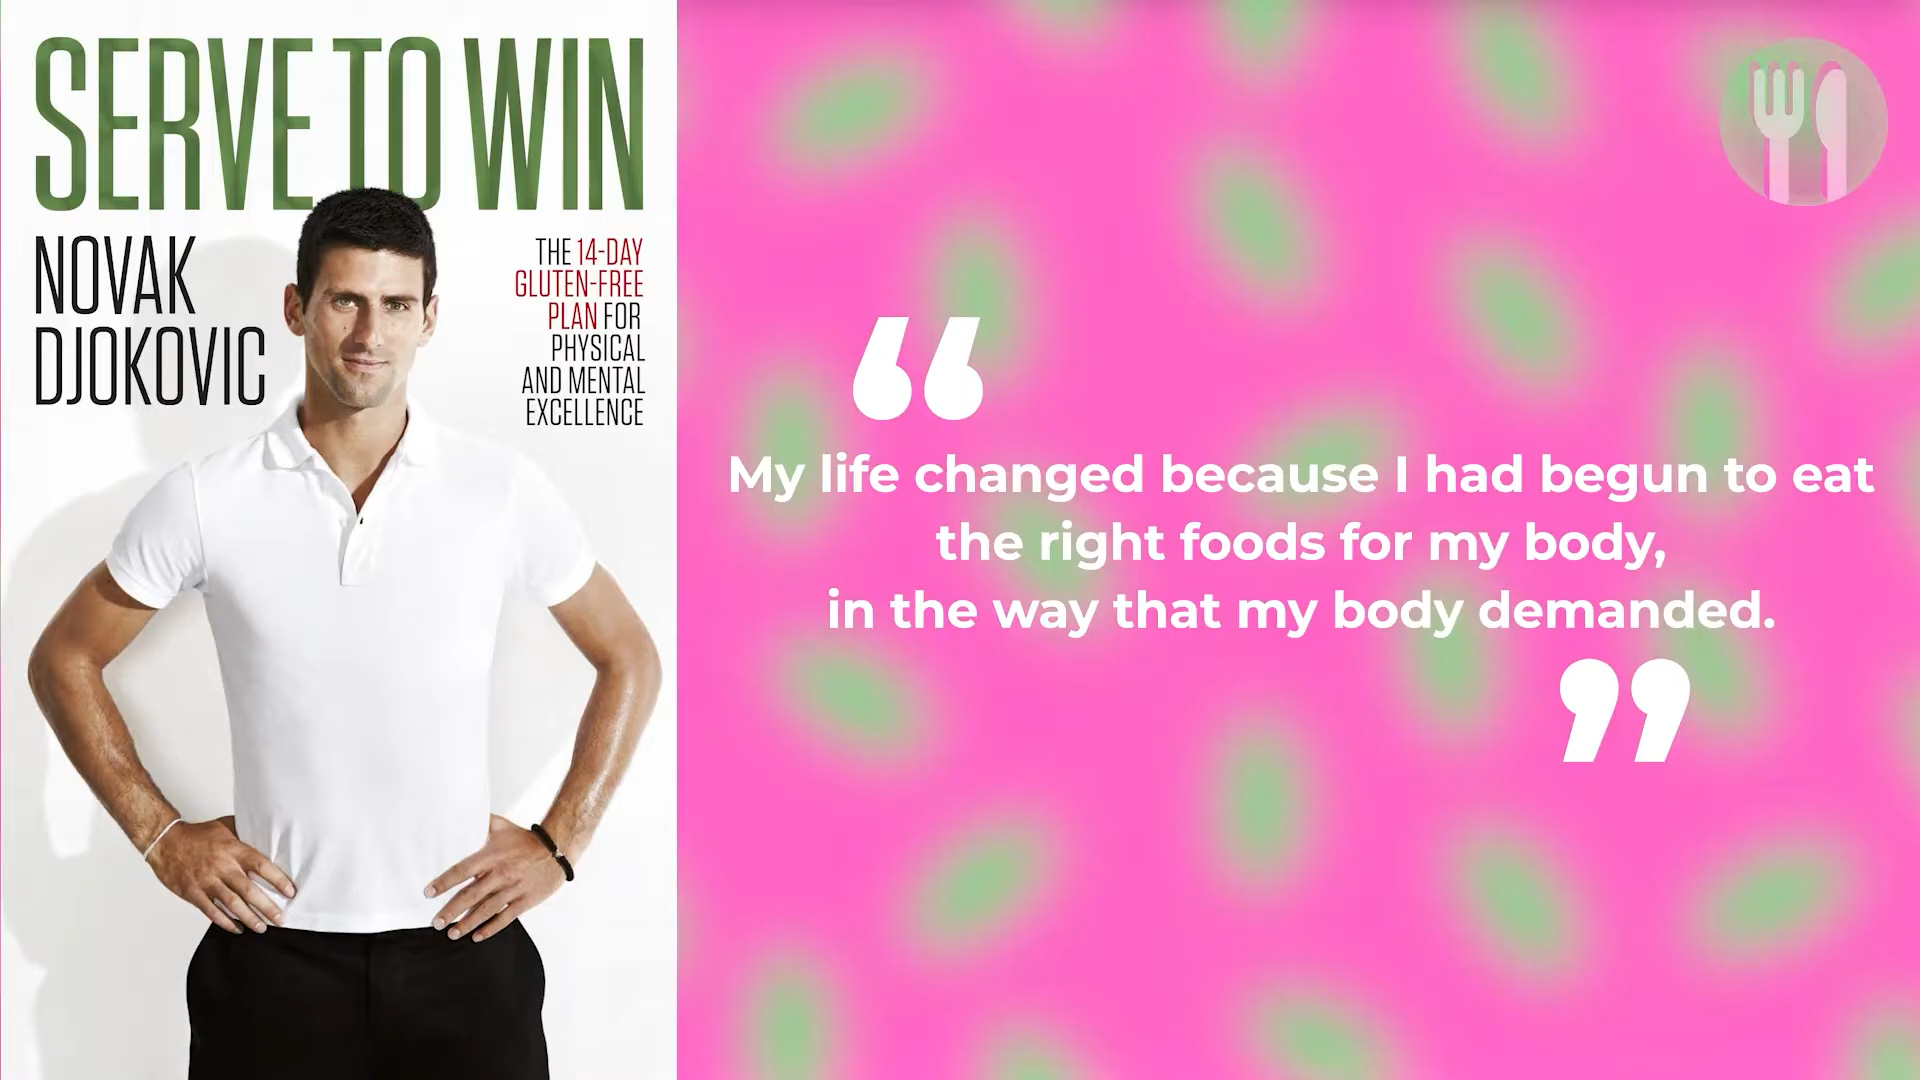 SERVE TO WIN
NOVAK
DJOKOVIC
THE 14-DAY
GLUTEN-FREE
PLAN FOR
PHYSICAL
AND MENTAL
EXCELLENCE
“
My life changed because I had begun to eat
the right foods for my body,
in the way that my body demanded.
”